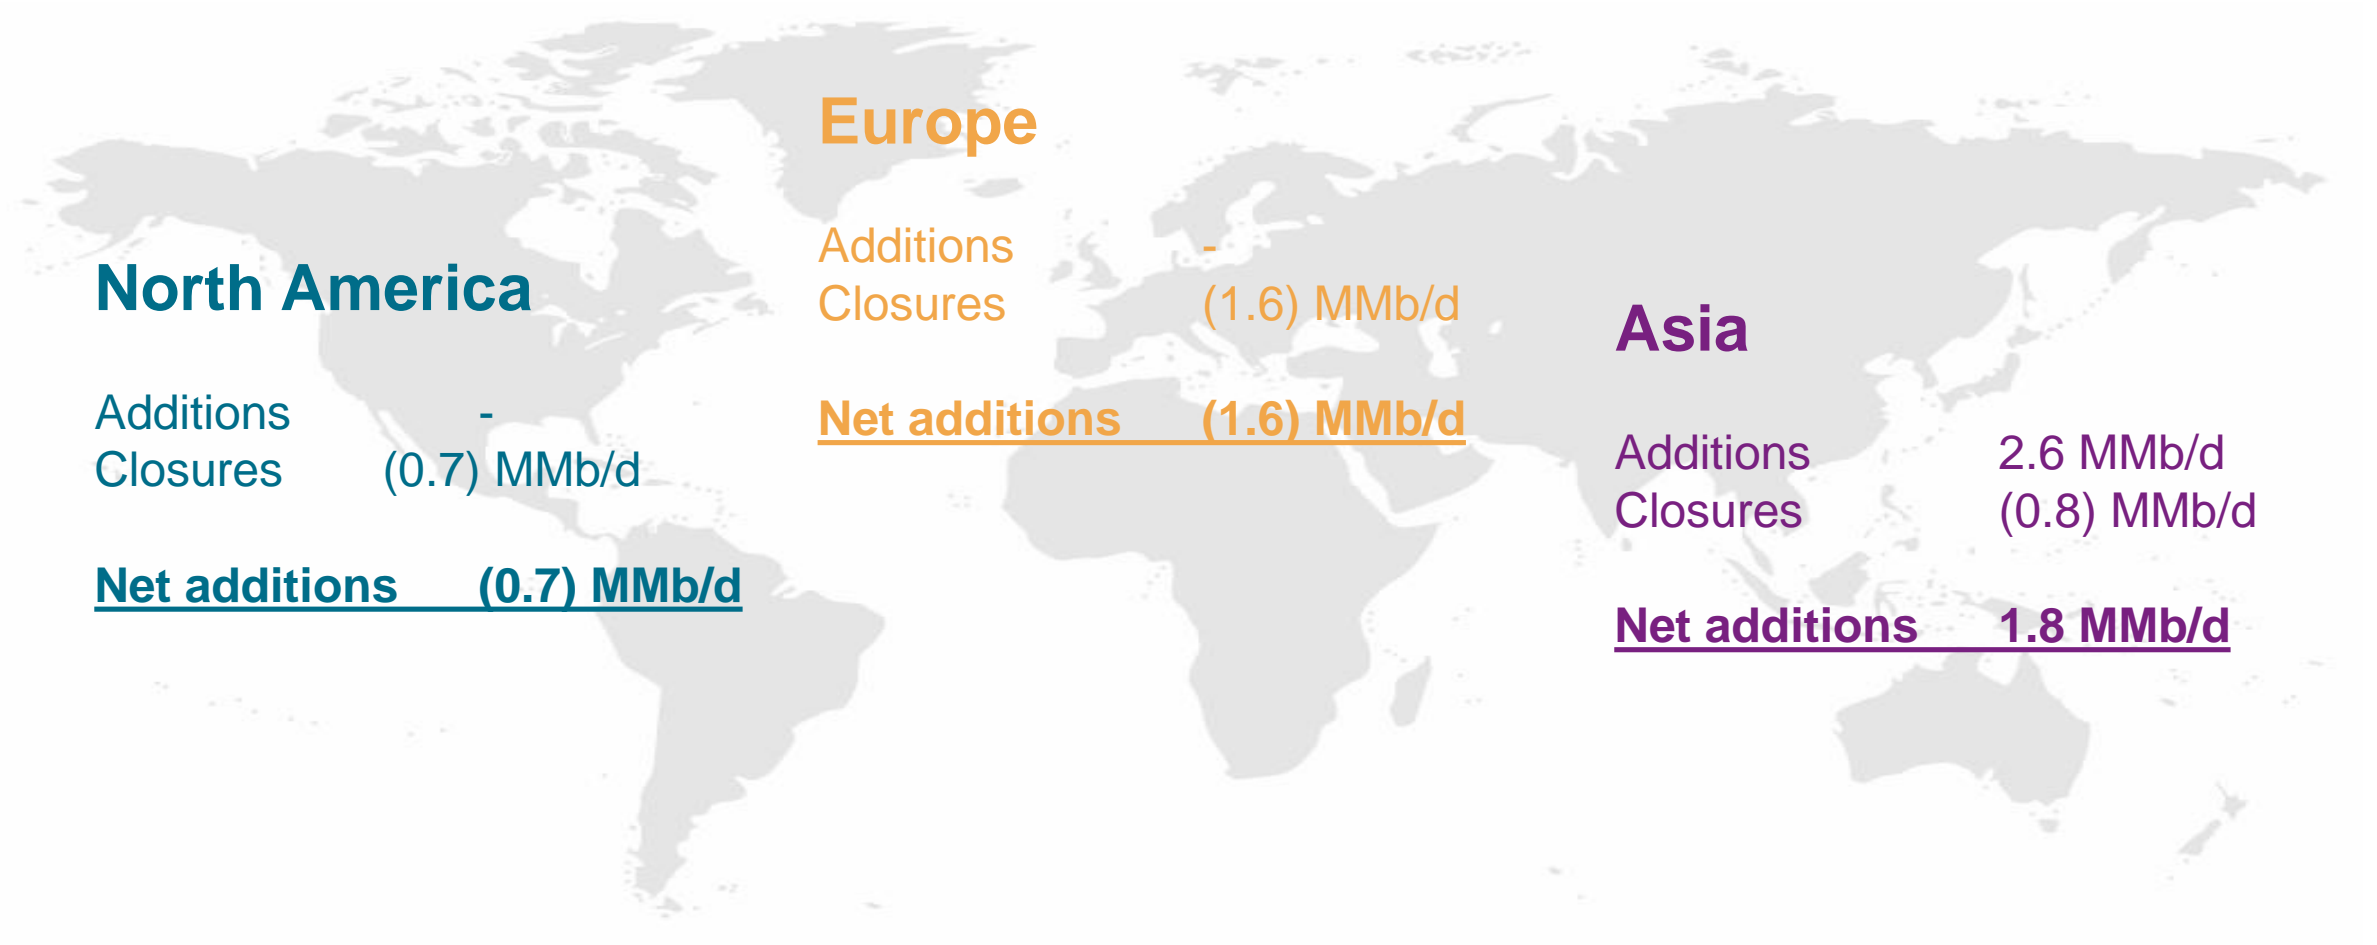 North America
Additions -
Closures (0.7) MMb/d
Net additions (0.7) MMb/d
Europe
Additions -
Closures (1.6) MMb/d
Net additions (1.6) MMb/d
Asia
Additions 2.6 MMb/d
Closures (0.8) MMb/d
Net additions 1.8 MMb/d